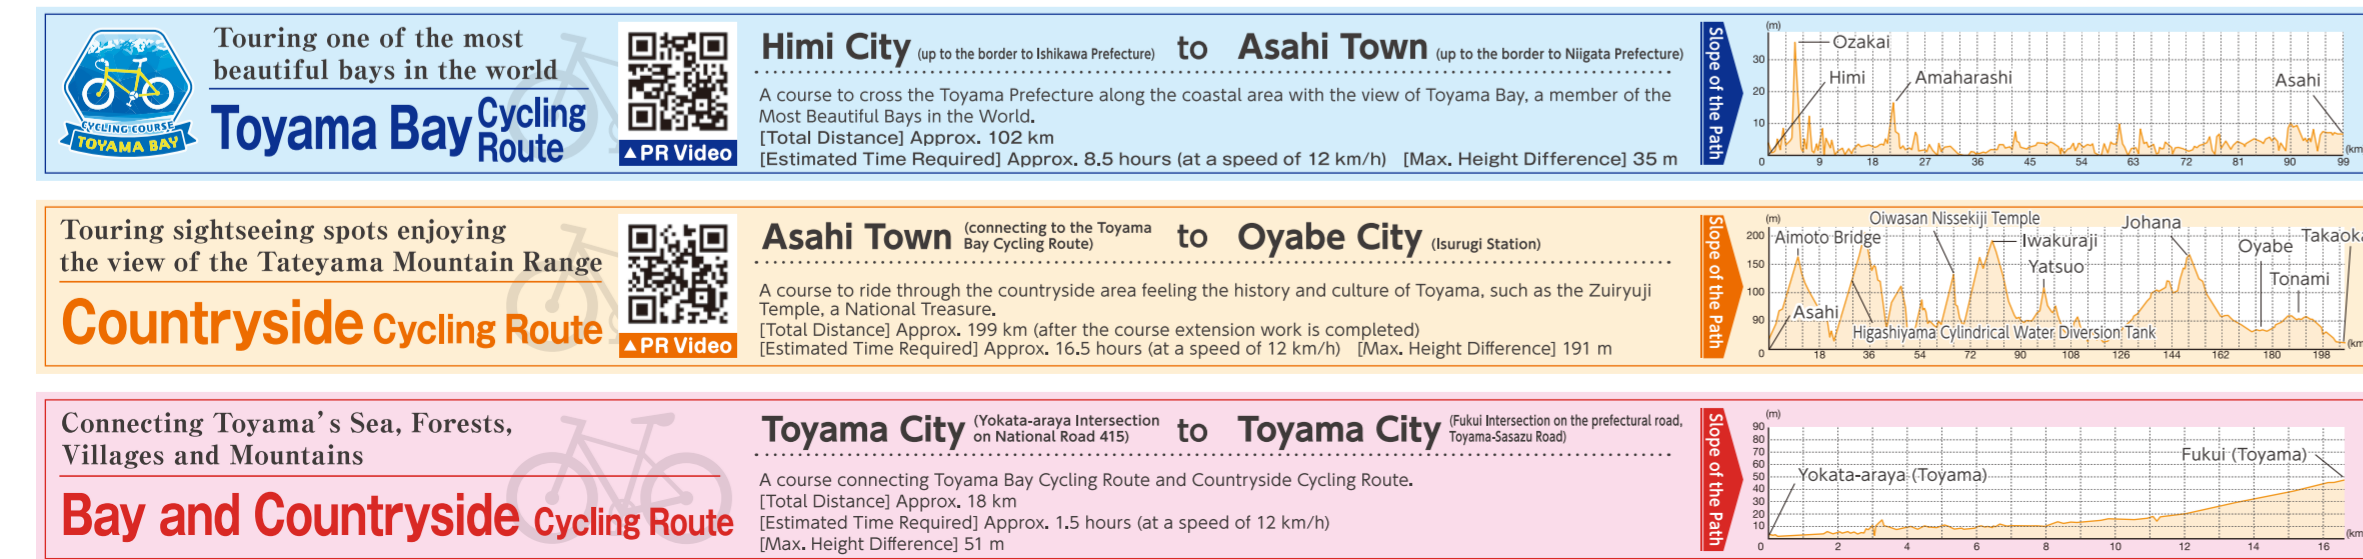 Touring one of the most
beautiful bays in the world
Toyama Bay Cycling Route
CYCLING COURSE
TOYAMA BAY
▲PR Video
Himi City (up to the border to Ishikawa Prefecture) to Asahi Town (up to the border to Niigata Prefecture)
A course to cross the Toyama Prefecture along the coastal area with the view of Toyama Bay, a member of the
Most Beautiful Bays in the World.
[Total Distance] Approx. 102 km
[Estimated Time Required] Approx. 8.5 hours (at a speed of 12 km/h) [Max. Height Difference] 35 m
Slope of the Path
(m)
30
20
10
0 9 18 27 36 45 54 63 72 81 90 99 (km
Ozakai
Himi
Amaharashi
Asahi
Touring sightseeing spots enjoying
the view of the Tateyama Mountain Range
Countryside Cycling Route
▲PR Video
Asahi Town (connecting to the Toyama Bay Cycling Route) to Oyabe City (Isurugi Station)
A course to ride through the countryside area feeling the history and culture of Toyama, such as the Zuiryuji
Temple, a National Treasure.
[Total Distance] Approx. 199 km (after the course extension work is completed)
[Estimated Time Required] Approx. 16.5 hours (at a speed of 12 km/h) [Max. Height Difference] 191 m
Slope of the Path
(m)
200
150
100
90
0 18 36 54 72 90 108 126 144 162 180 198 (km
Oiwasan Nissekiji Temple
Johana
Aimoto Bridge
Iwakuraji
Oyabe
Takaoka
Yatsuo
Tonami
Asahi
Higashiyama Cylindrical Water Diversion Tank
Connecting Toyama's Sea, Forests,
Villages and Mountains
Bay and Countryside Cycling Route
Toyama City (Yokata-araya Intersection on National Road 415) to Toyama City (Fukui Intersection on the prefectural road, Toyama-Sasazu Road)
A course connecting Toyama Bay Cycling Route and Countryside Cycling Route.
[Total Distance] Approx. 18 km
[Estimated Time Required] Approx. 1.5 hours (at a speed of 12 km/h)
[Max. Height Difference] 51 m
Slope of the Path
(m)
90
80
70
60
50
40
30
20
10
0 2 4 6 8 10 12 14 16 (km
Yokata-araya (Toyama)
Fukui (Toyama)